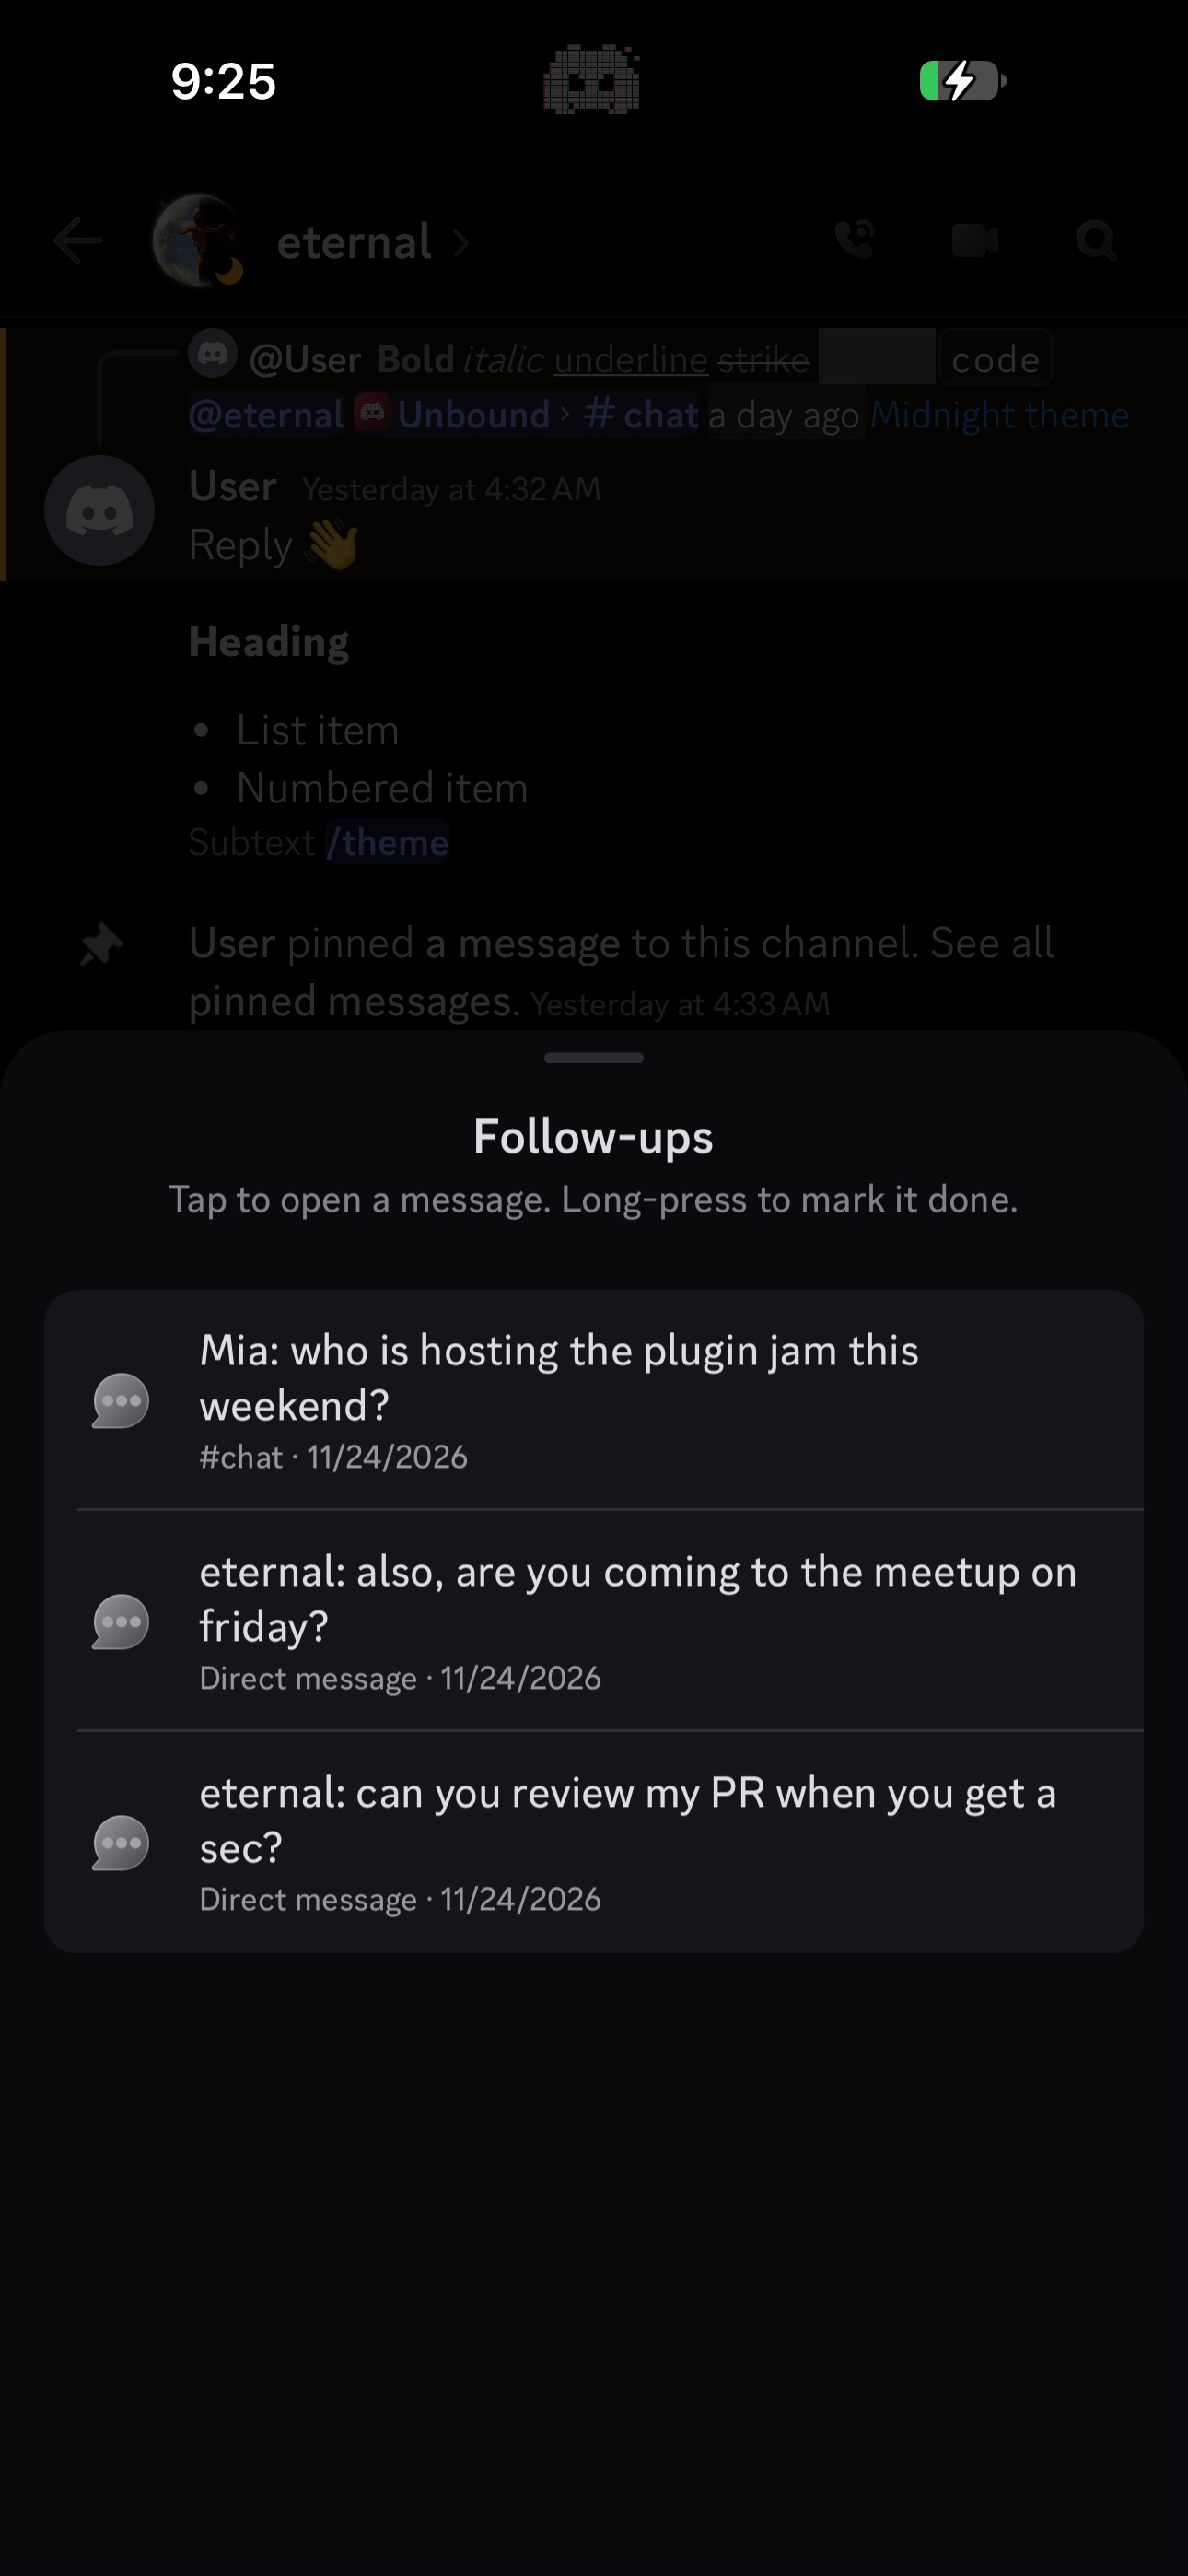 9:25
eternal
@User Bold italic underline strike code
@eternal Unbound › # chat a day ago Midnight theme
User Yesterday at 4:32 AM
Reply 👋
Heading
• List item
• Numbered item
Subtext /theme
User pinned a message to this channel. See all
pinned messages. Yesterday at 4:33 AM
Follow-ups
Tap to open a message. Long-press to mark it done.
Mia: who is hosting the plugin jam this
weekend?
#chat · 11/24/2026
eternal: also, are you coming to the meetup on
friday?
Direct message · 11/24/2026
eternal: can you review my PR when you get a
sec?
Direct message · 11/24/2026